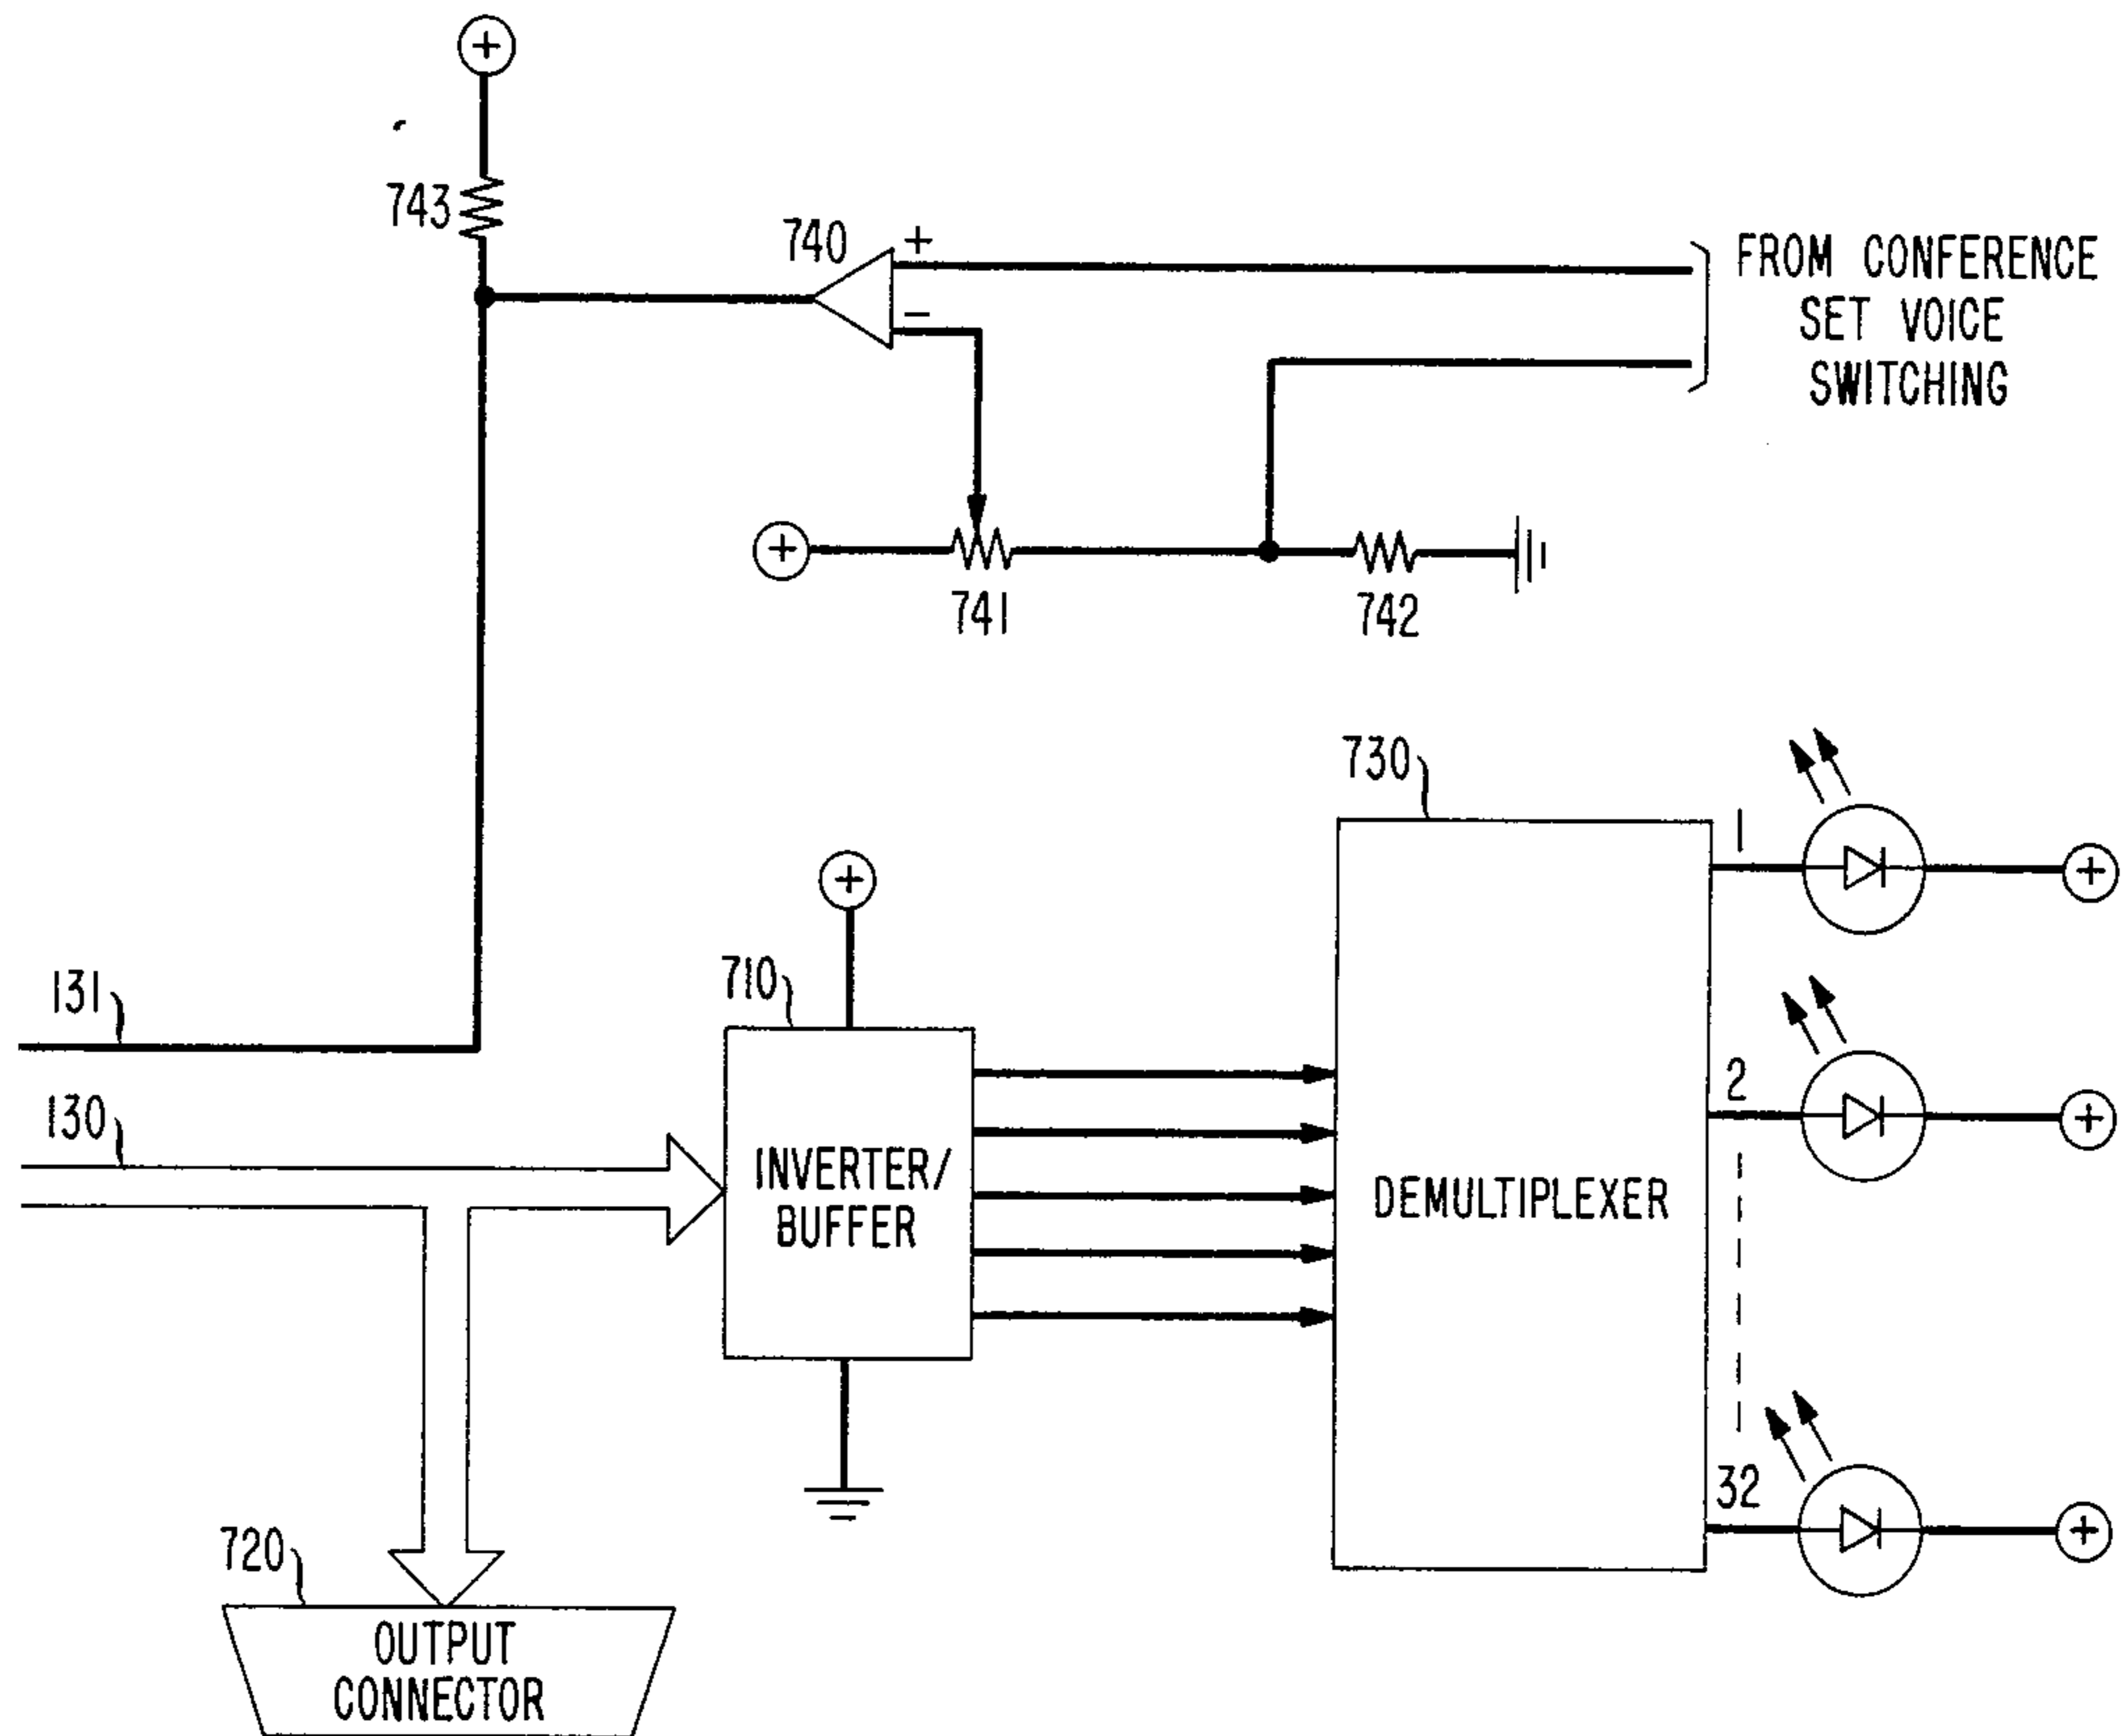 +
743
740
+
−
FROM CONFERENCE
SET VOICE
SWITCHING
+
741
742
730
1
+
+
710
131
2
+
130
INVERTER/
BUFFER
DEMULTIPLEXER
32
+
720
OUTPUT
CONNECTOR